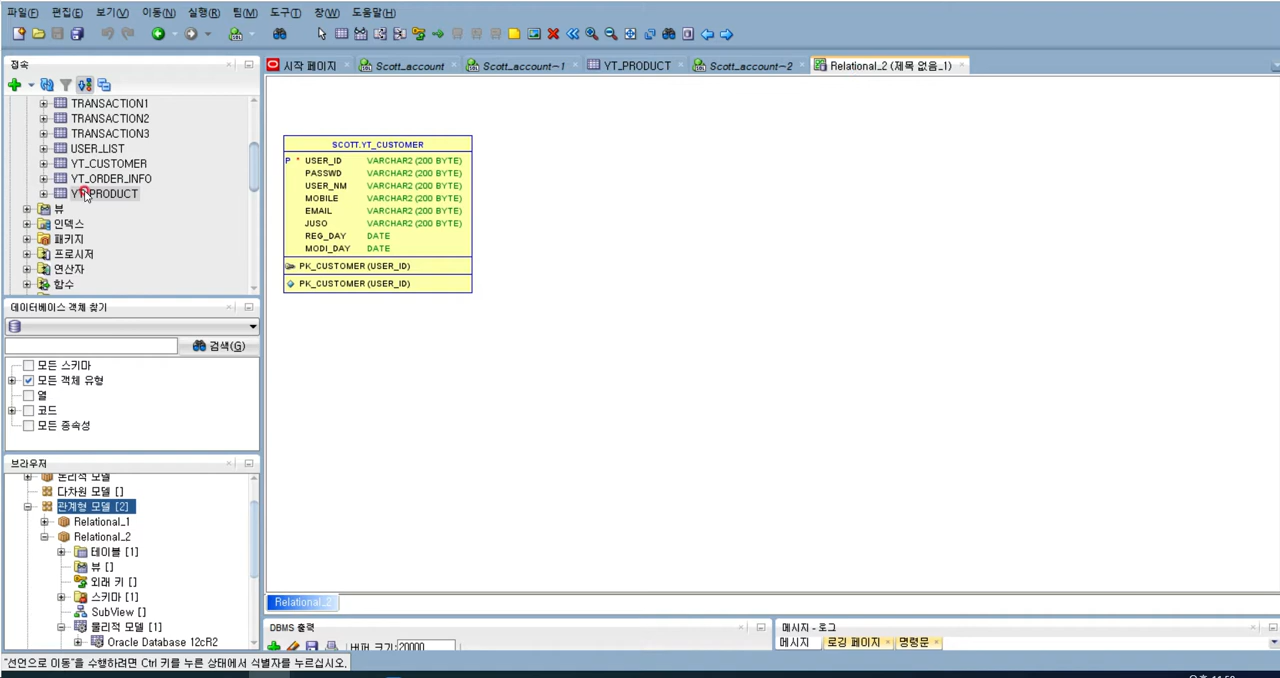 파일(F) 편집(E) 보기(V) 이동(N) 실행(R) 팀(M) 도구(T) 창(W) 도움말(H)
접속
TRANSACTION1
TRANSACTION2
TRANSACTION3
USER_LIST
YT_CUSTOMER
YT_ORDER_INFO
YT_PRODUCT
뷰
인덱스
패키지
프로시저
연산자
함수
데이터베이스 객체 찾기
검색(G)
모든 스키마
모든 객체 유형
열
코드
모든 종속성
브라우저
논리적 모델
다차원 모델 []
관계형 모델 [2]
Relational_1
Relational_2
테이블 [1]
뷰 []
외래 키 []
스키마 [1]
SubView []
물리적 모델 [1]
Oracle Database 12cR2
시작 페이지 Scott_account Scott_account~1 YT_PRODUCT Scott_account~2 Relational_2 (제목 없음_1)
SCOTT.YT_CUSTOMER
P * USER_ID VARCHAR2 (200 BYTE)
PASSWD VARCHAR2 (200 BYTE)
USER_NM VARCHAR2 (200 BYTE)
MOBILE VARCHAR2 (200 BYTE)
EMAIL VARCHAR2 (200 BYTE)
JUSO VARCHAR2 (200 BYTE)
REG_DAY DATE
MODI_DAY DATE
PK_CUSTOMER (USER_ID)
PK_CUSTOMER (USER_ID)
Relational_2
DBMS 출력
버퍼 크기: 20000
메시지 - 로그
메시지 로깅 페이지 명령문
"선언으로 이동"을 수행하려면 Ctrl 키를 누른 상태에서 식별자를 누르십시오.